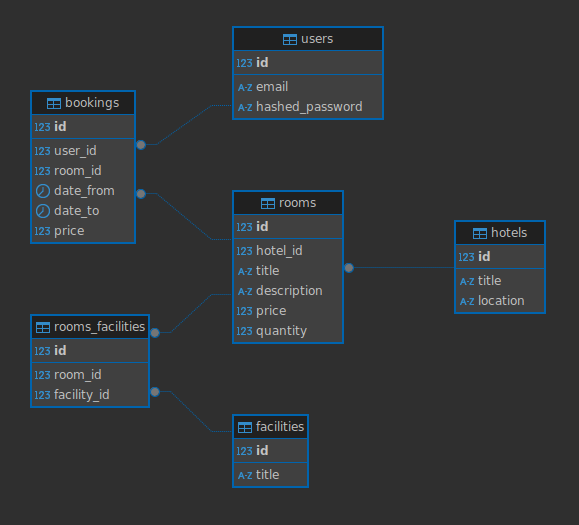 users
123 id
A-Z email
A-Z hashed_password
bookings
123 id
123 user_id
123 room_id
date_from
date_to
123 price
rooms
123 id
123 hotel_id
A-Z title
A-Z description
123 price
123 quantity
hotels
123 id
A-Z title
A-Z location
rooms_facilities
123 id
123 room_id
123 facility_id
facilities
123 id
A-Z title